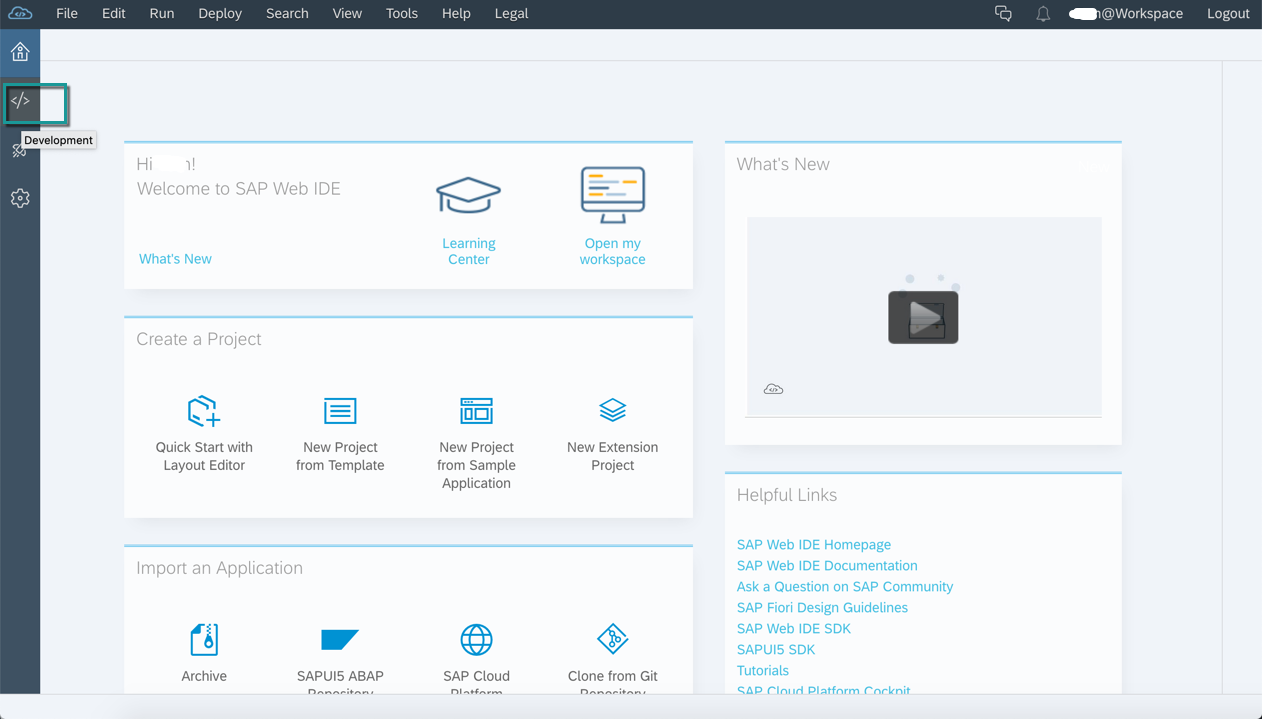 File Edit Run Deploy Search View Tools Help Legal
@Workspace Logout
</>
Development
Hi !
Welcome to SAP Web IDE
What's New
Learning
Center
Open my
workspace
Create a Project
Quick Start with
Layout Editor
New Project
from Template
New Project
from Sample
Application
New Extension
Project
Import an Application
Archive
SAPUI5 ABAP
Repository
SAP Cloud
Platform
Clone from Git
Repository
What's New
Helpful Links
SAP Web IDE Homepage
SAP Web IDE Documentation
Ask a Question on SAP Community
SAP Fiori Design Guidelines
SAP Web IDE SDK
SAPUI5 SDK
Tutorials
SAP Cloud Platform Cockpit